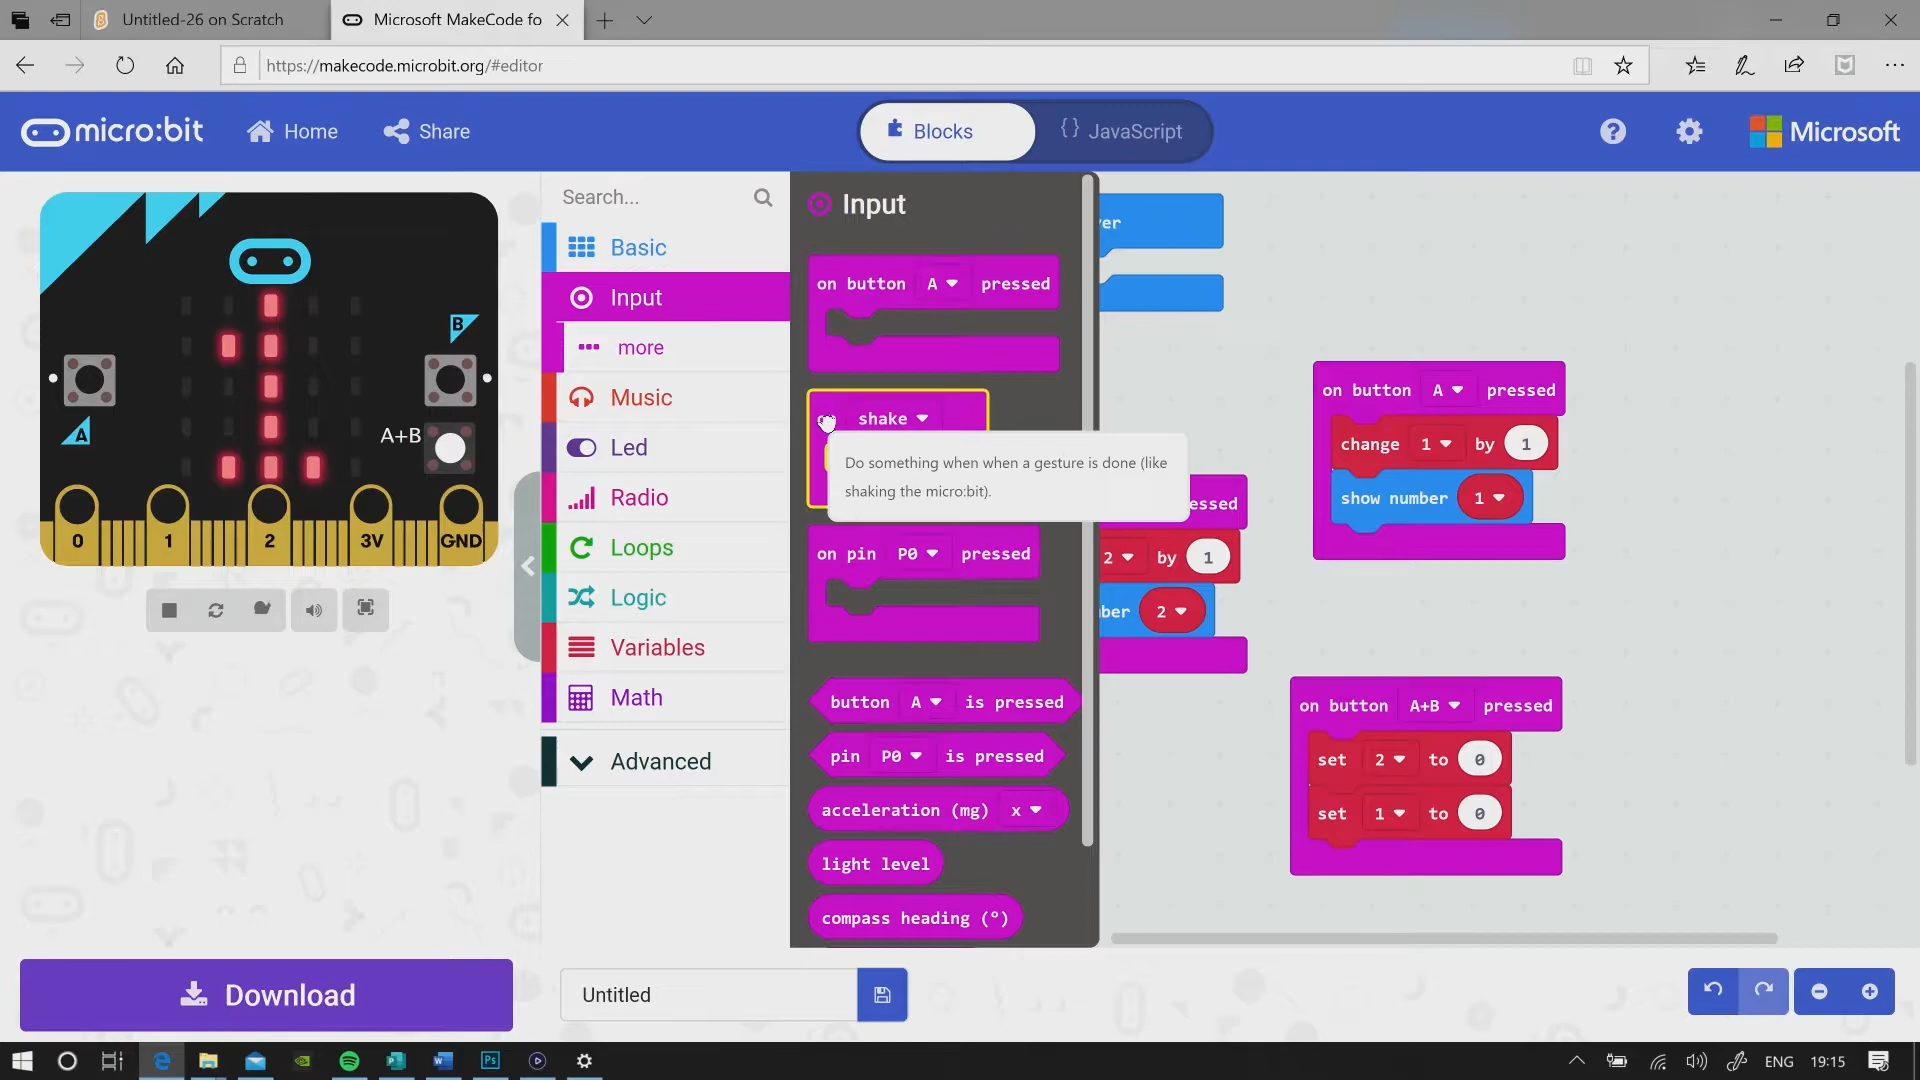 Untitled-26 on Scratch
Microsoft MakeCode fo
https://makecode.microbit.org/#editor
micro:bit
Home
Share
Blocks
{} JavaScript
?
Microsoft
B
A
A+B
0 1 2 3V GND
Download
Search...
Basic
Input
more
Music
Led
Radio
Loops
Logic
Variables
Math
Advanced
Input
on button A pressed
shake
Do something when when a gesture is done (like
shaking the micro:bit).
on pin P0 pressed
button A is pressed
pin P0 is pressed
acceleration (mg) x
light level
compass heading (°)
ver
essed
2 by 1
ber 2
on button A pressed
change 1 by 1
show number 1
on button A+B pressed
set 2 to 0
set 1 to 0
Untitled
Ps
ENG
19:15